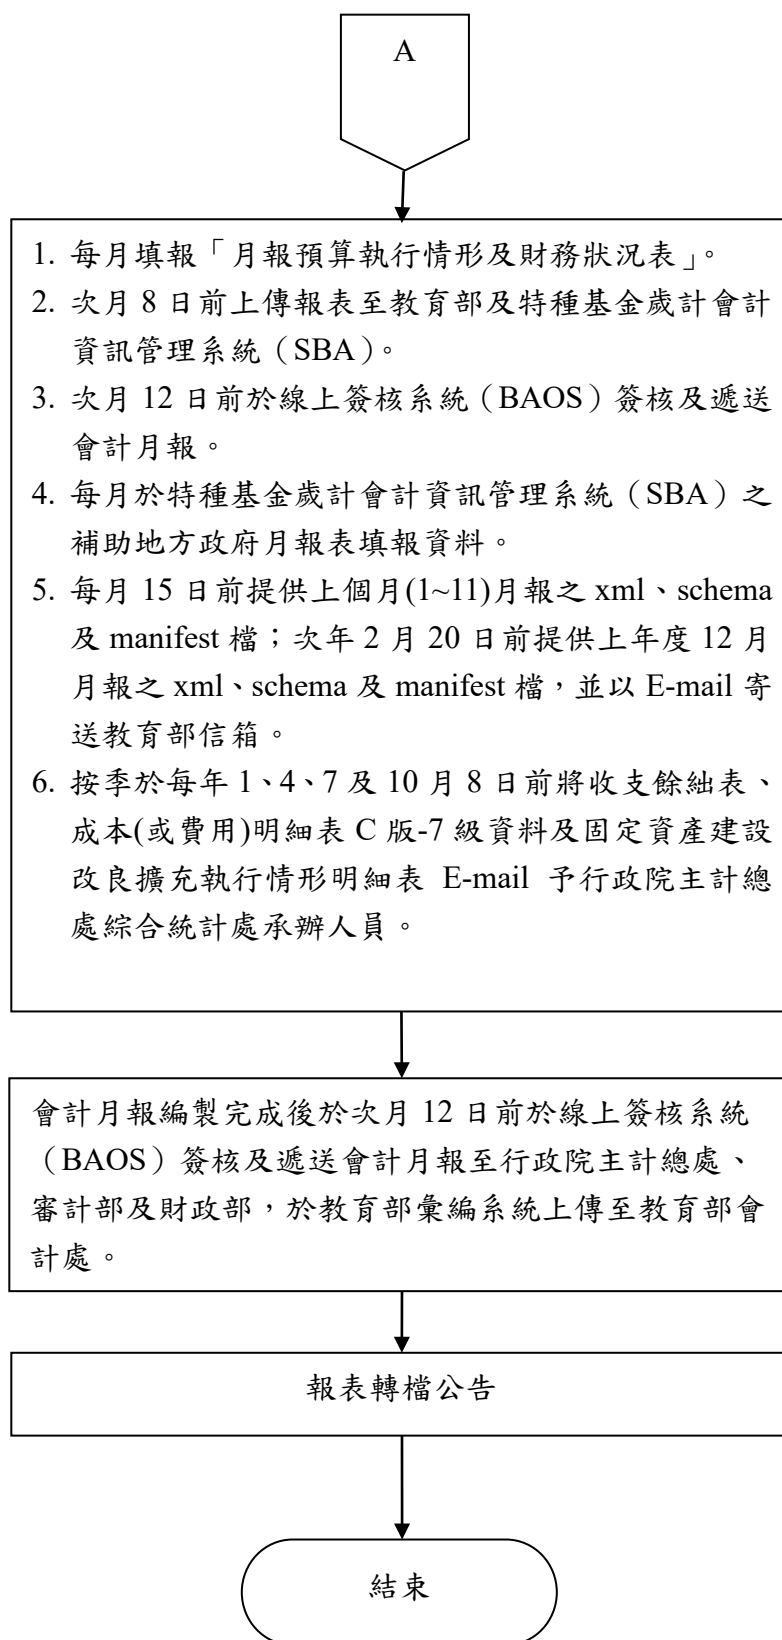 A
1. 每月填報「月報預算執行情形及財務狀況表」。
2. 次月 8 日前上傳報表至教育部及特種基金歲計會計
資訊管理系統（SBA）。
3. 次月 12 日前於線上簽核系統（BAOS）簽核及遞送
會計月報。
4. 每月於特種基金歲計會計資訊管理系統（SBA）之
補助地方政府月報表填報資料。
5. 每月 15 日前提供上個月(1~11)月報之 xml、schema
及 manifest 檔；次年 2 月 20 日前提供上年度 12 月
月報之 xml、schema 及 manifest 檔，並以 E-mail 寄
送教育部信箱。
6. 按季於每年 1、4、7 及 10 月 8 日前將收支餘絀表、
成本(或費用)明細表 C 版-7 級資料及固定資產建設
改良擴充執行情形明細表 E-mail 予行政院主計總
處綜合統計處承辦人員。
會計月報編製完成後於次月 12 日前於線上簽核系統
（BAOS）簽核及遞送會計月報至行政院主計總處、
審計部及財政部，於教育部彙編系統上傳至教育部會
計處。
報表轉檔公告
結束